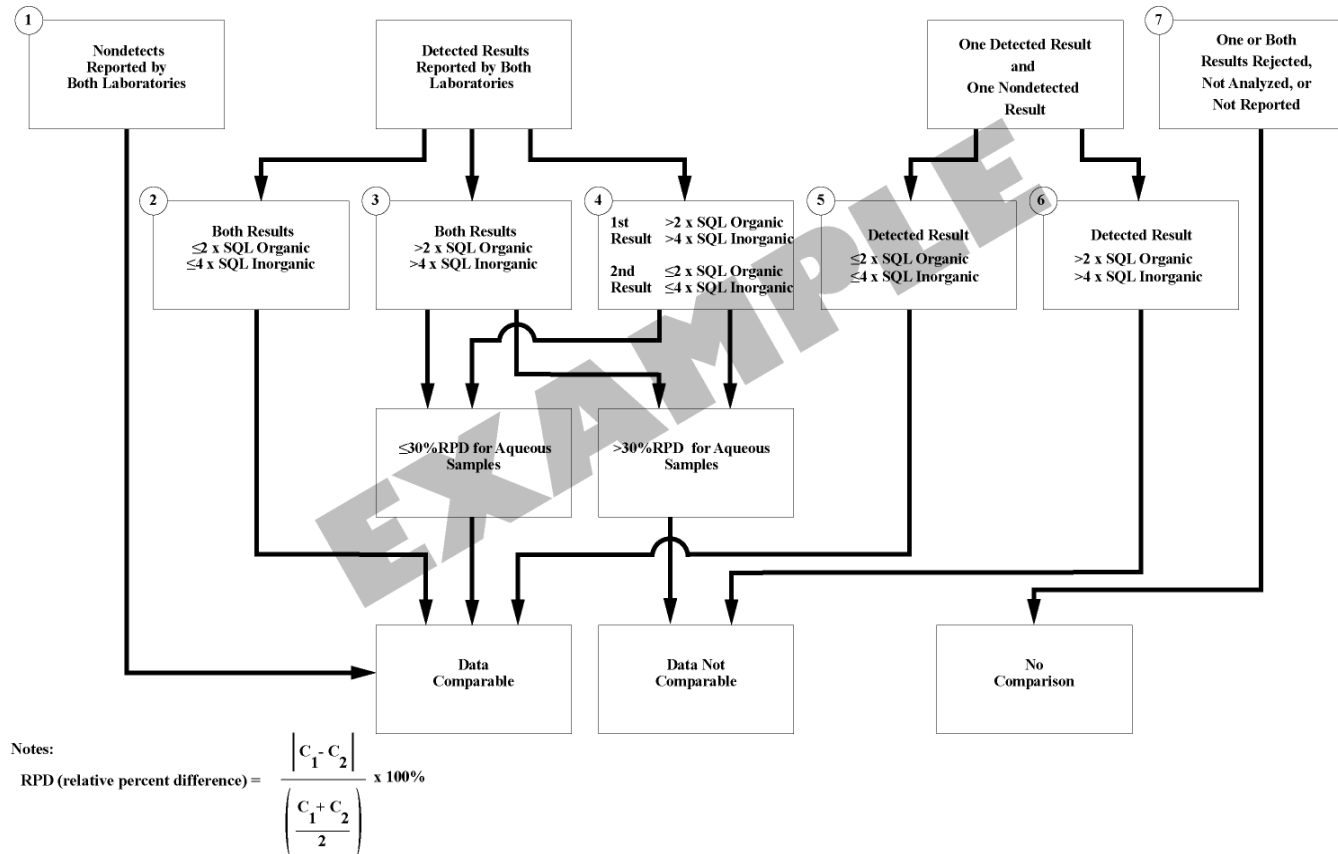 1
Nondetects
Reported by
Both Laboratories
Detected Results
Reported by Both
Laboratories
One Detected Result
and
One Nondetected
Result
7
One or Both
Results Rejected,
Not Analyzed, or
Not Reported
2
Both Results
≤2 x SQL Organic
≤4 x SQL Inorganic
3
Both Results
>2 x SQL Organic
>4 x SQL Inorganic
4
1st >2 x SQL Organic
Result >4 x SQL Inorganic
2nd ≤2 x SQL Organic
Result ≤4 x SQL Inorganic
5
Detected Result
≤2 x SQL Organic
≤4 x SQL Inorganic
6
Detected Result
>2 x SQL Organic
>4 x SQL Inorganic
≤30%RPD for Aqueous
Samples
>30%RPD for Aqueous
Samples
EXAMPLE
Data
Comparable
Data Not
Comparable
No
Comparison
Notes:
RPD (relative percent difference) = |C1 - C2| / ((C1 + C2) / 2) x 100%